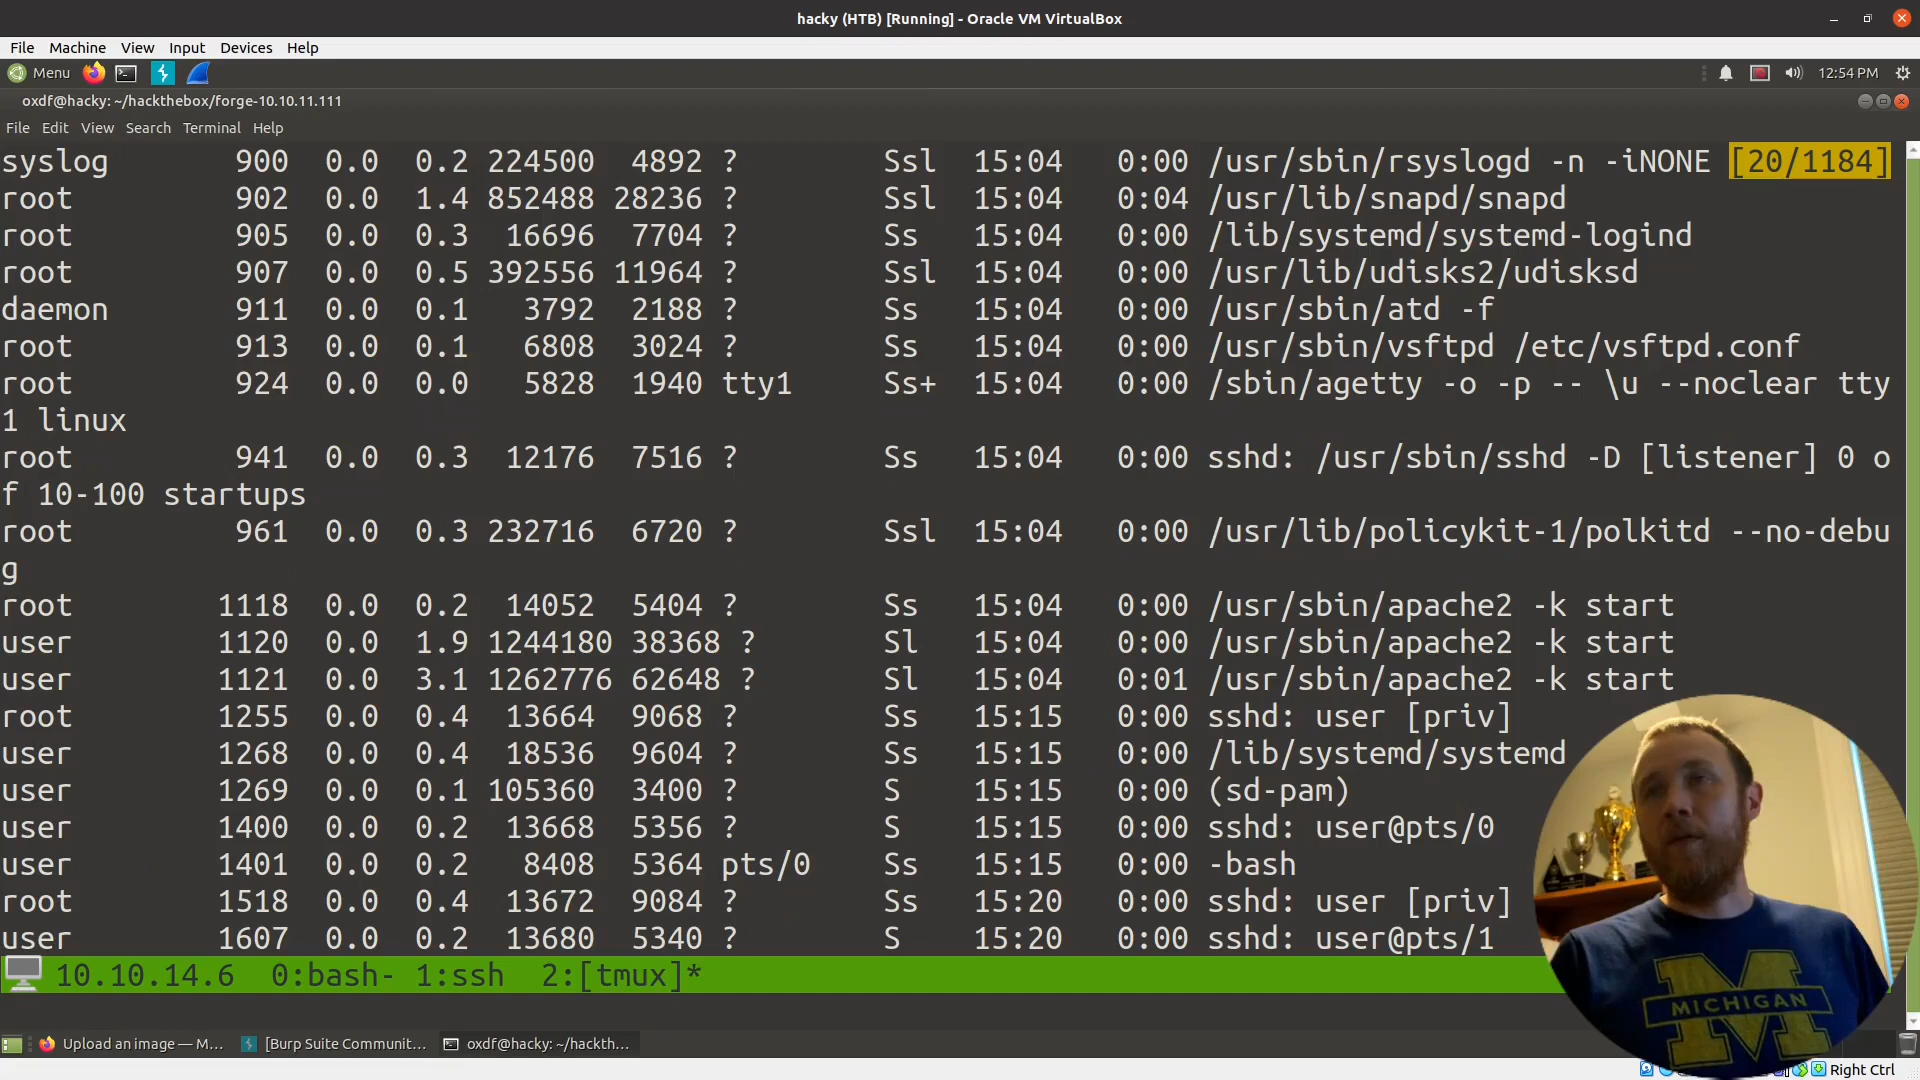 hacky (HTB) [Running] - Oracle VM VirtualBox
File Machine View Input Devices Help
Menu 12:54 PM
oxdf@hacky: ~/hackthebox/forge-10.10.11.111
File Edit View Search Terminal Help
syslog 900 0.0 0.2 224500 4892 ? Ssl 15:04 0:00 /usr/sbin/rsyslogd -n -iNONE [20/1184]
root 902 0.0 1.4 852488 28236 ? Ssl 15:04 0:04 /usr/lib/snapd/snapd
root 905 0.0 0.3 16696 7704 ? Ss 15:04 0:00 /lib/systemd/systemd-logind
root 907 0.0 0.5 392556 11964 ? Ssl 15:04 0:00 /usr/lib/udisks2/udisksd
daemon 911 0.0 0.1 3792 2188 ? Ss 15:04 0:00 /usr/sbin/atd -f
root 913 0.0 0.1 6808 3024 ? Ss 15:04 0:00 /usr/sbin/vsftpd /etc/vsftpd.conf
root 924 0.0 0.0 5828 1940 tty1 Ss+ 15:04 0:00 /sbin/agetty -o -p -- \u --noclear tty
1 linux
root 941 0.0 0.3 12176 7516 ? Ss 15:04 0:00 sshd: /usr/sbin/sshd -D [listener] 0 o
f 10-100 startups
root 961 0.0 0.3 232716 6720 ? Ssl 15:04 0:00 /usr/lib/policykit-1/polkitd --no-debu
g
root 1118 0.0 0.2 14052 5404 ? Ss 15:04 0:00 /usr/sbin/apache2 -k start
user 1120 0.0 1.9 1244180 38368 ? Sl 15:04 0:00 /usr/sbin/apache2 -k start
user 1121 0.0 3.1 1262776 62648 ? Sl 15:04 0:01 /usr/sbin/apache2 -k start
root 1255 0.0 0.4 13664 9068 ? Ss 15:15 0:00 sshd: user [priv]
user 1268 0.0 0.4 18536 9604 ? Ss 15:15 0:00 /lib/systemd/systemd
user 1269 0.0 0.1 105360 3400 ? S 15:15 0:00 (sd-pam)
user 1400 0.0 0.2 13668 5356 ? S 15:15 0:00 sshd: user@pts/0
user 1401 0.0 0.2 8408 5364 pts/0 Ss 15:15 0:00 -bash
root 1518 0.0 0.4 13672 9084 ? Ss 15:20 0:00 sshd: user [priv]
user 1607 0.0 0.2 13680 5340 ? S 15:20 0:00 sshd: user@pts/1
10.10.14.6 0:bash- 1:ssh 2:[tmux]*
MICHIGAN
Upload an image — M... [Burp Suite Communit... oxdf@hacky: ~/hackth...
Right Ctrl